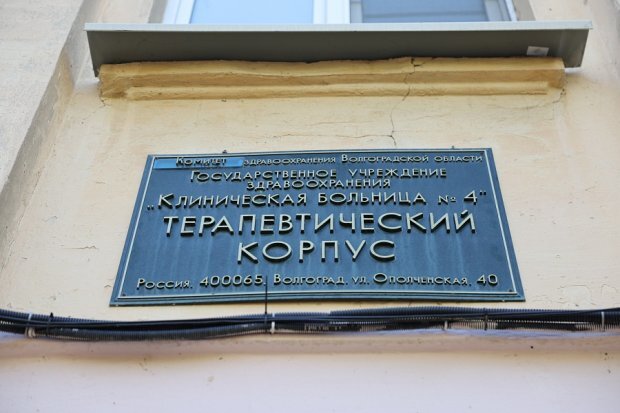 Комитет здравоохранения Волгоградской области
Государственное учреждение
здравоохранения
"Клиническая больница № 4"
ТЕРАПЕВТИЧЕСКИЙ
КОРПУС
Россия, 400065, Волгоград, ул. Ополченская, 40